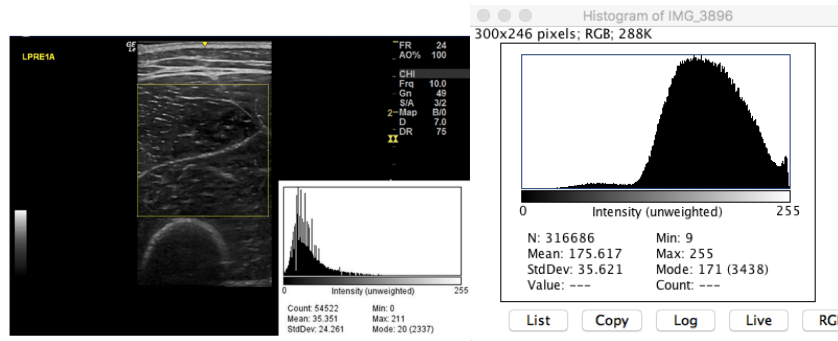 LPRE1A
GE
L6
FR 24
AO% 100
CHI
Frq 10.0
Gn 49
S/A 3/2
2-Map B/0
D 7.0
DR 75
0 Intensity (unweighted) 255
Count: 54522 Min: 0
Mean: 35.351 Max: 211
StdDev: 24.261 Mode: 20 (2337)
Histogram of IMG_3896
300x246 pixels; RGB; 288K
0 Intensity (unweighted) 255
N: 316686 Min: 9
Mean: 175.617 Max: 255
StdDev: 35.621 Mode: 171 (3438)
Value: --- Count: ---
List Copy Log Live RG